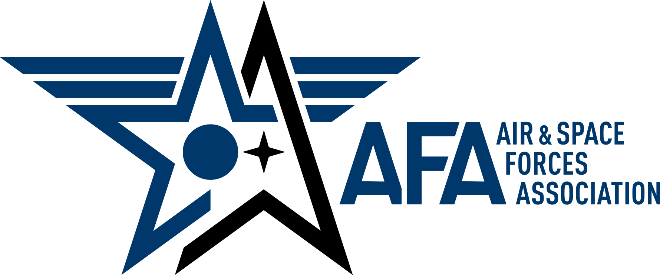 AFA
AIR & SPACE
FORCES
ASSOCIATION